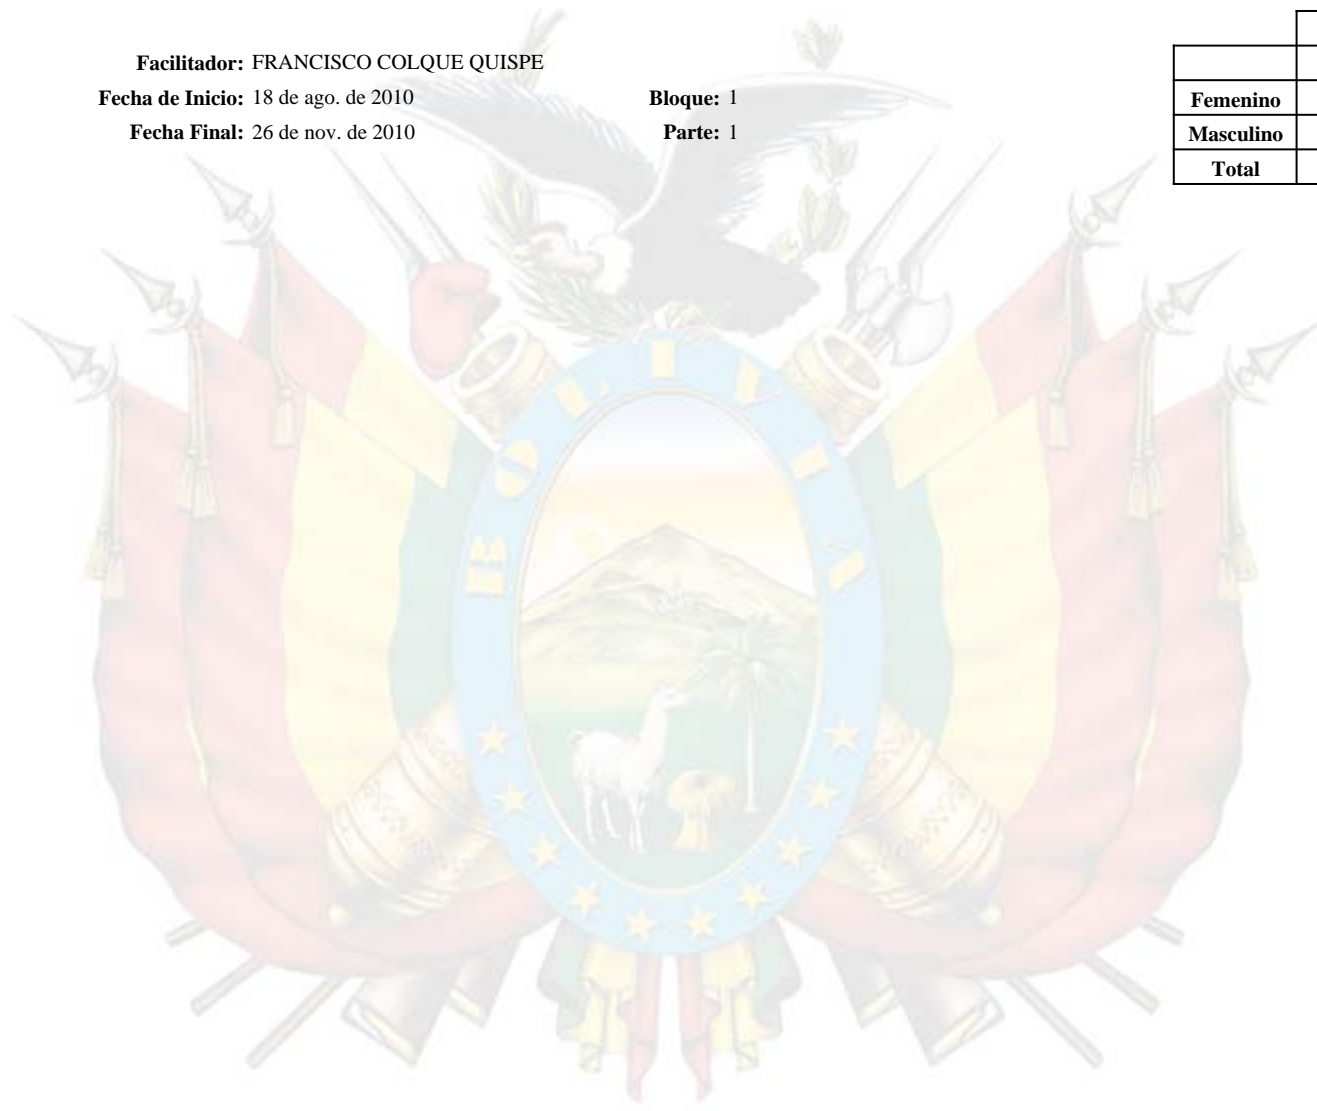 Facilitador: FRANCISCO COLQUE QUISPE
Fecha de Inicio: 18 de ago. de 2010 Bloque: 1
Fecha Final: 26 de nov. de 2010 Parte: 1
Femenino
Masculino
Total
BOLIVIA